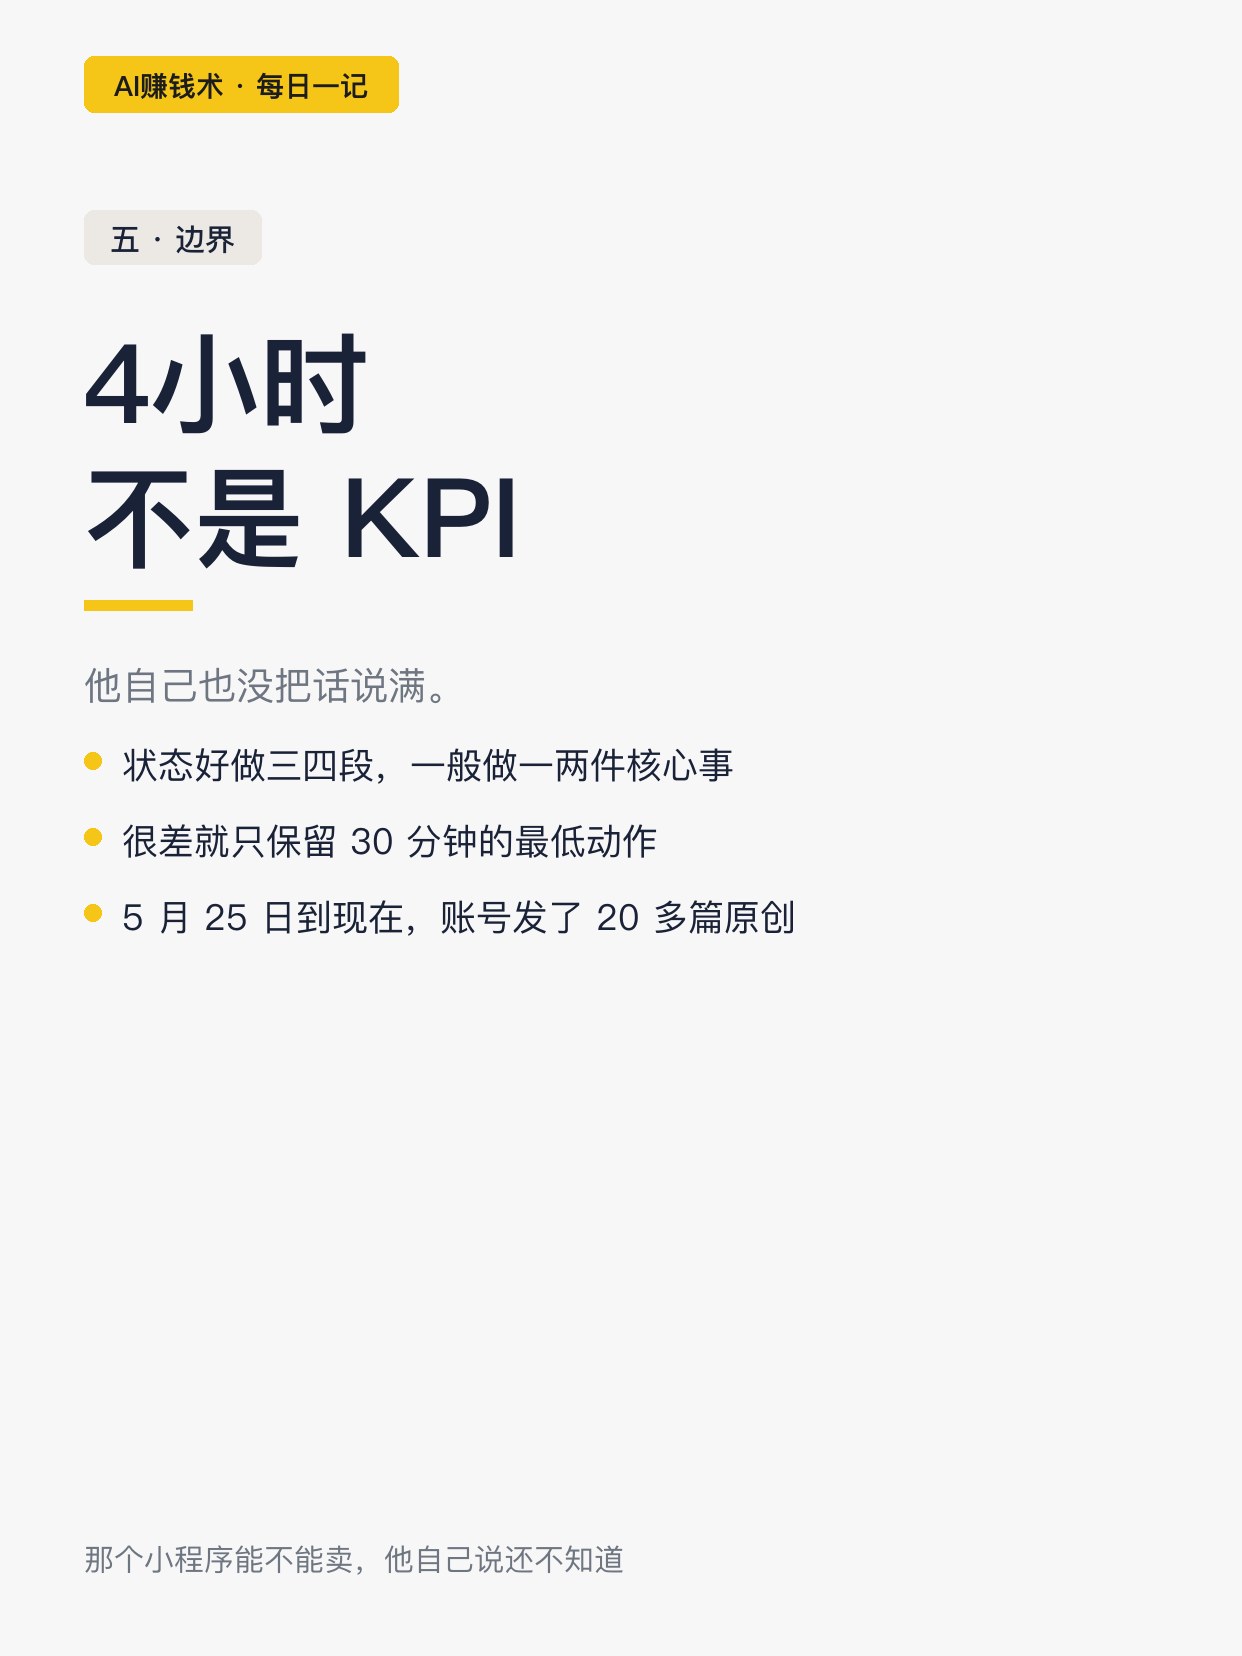 AI赚钱术 · 每日一记
五 · 边界
4小时
不是 KPI
他自己也没把话说满。
状态好做三四段，一般做一两件核心事
很差就只保留 30 分钟的最低动作
5 月 25 日到现在，账号发了 20 多篇原创
那个小程序能不能卖，他自己说还不知道